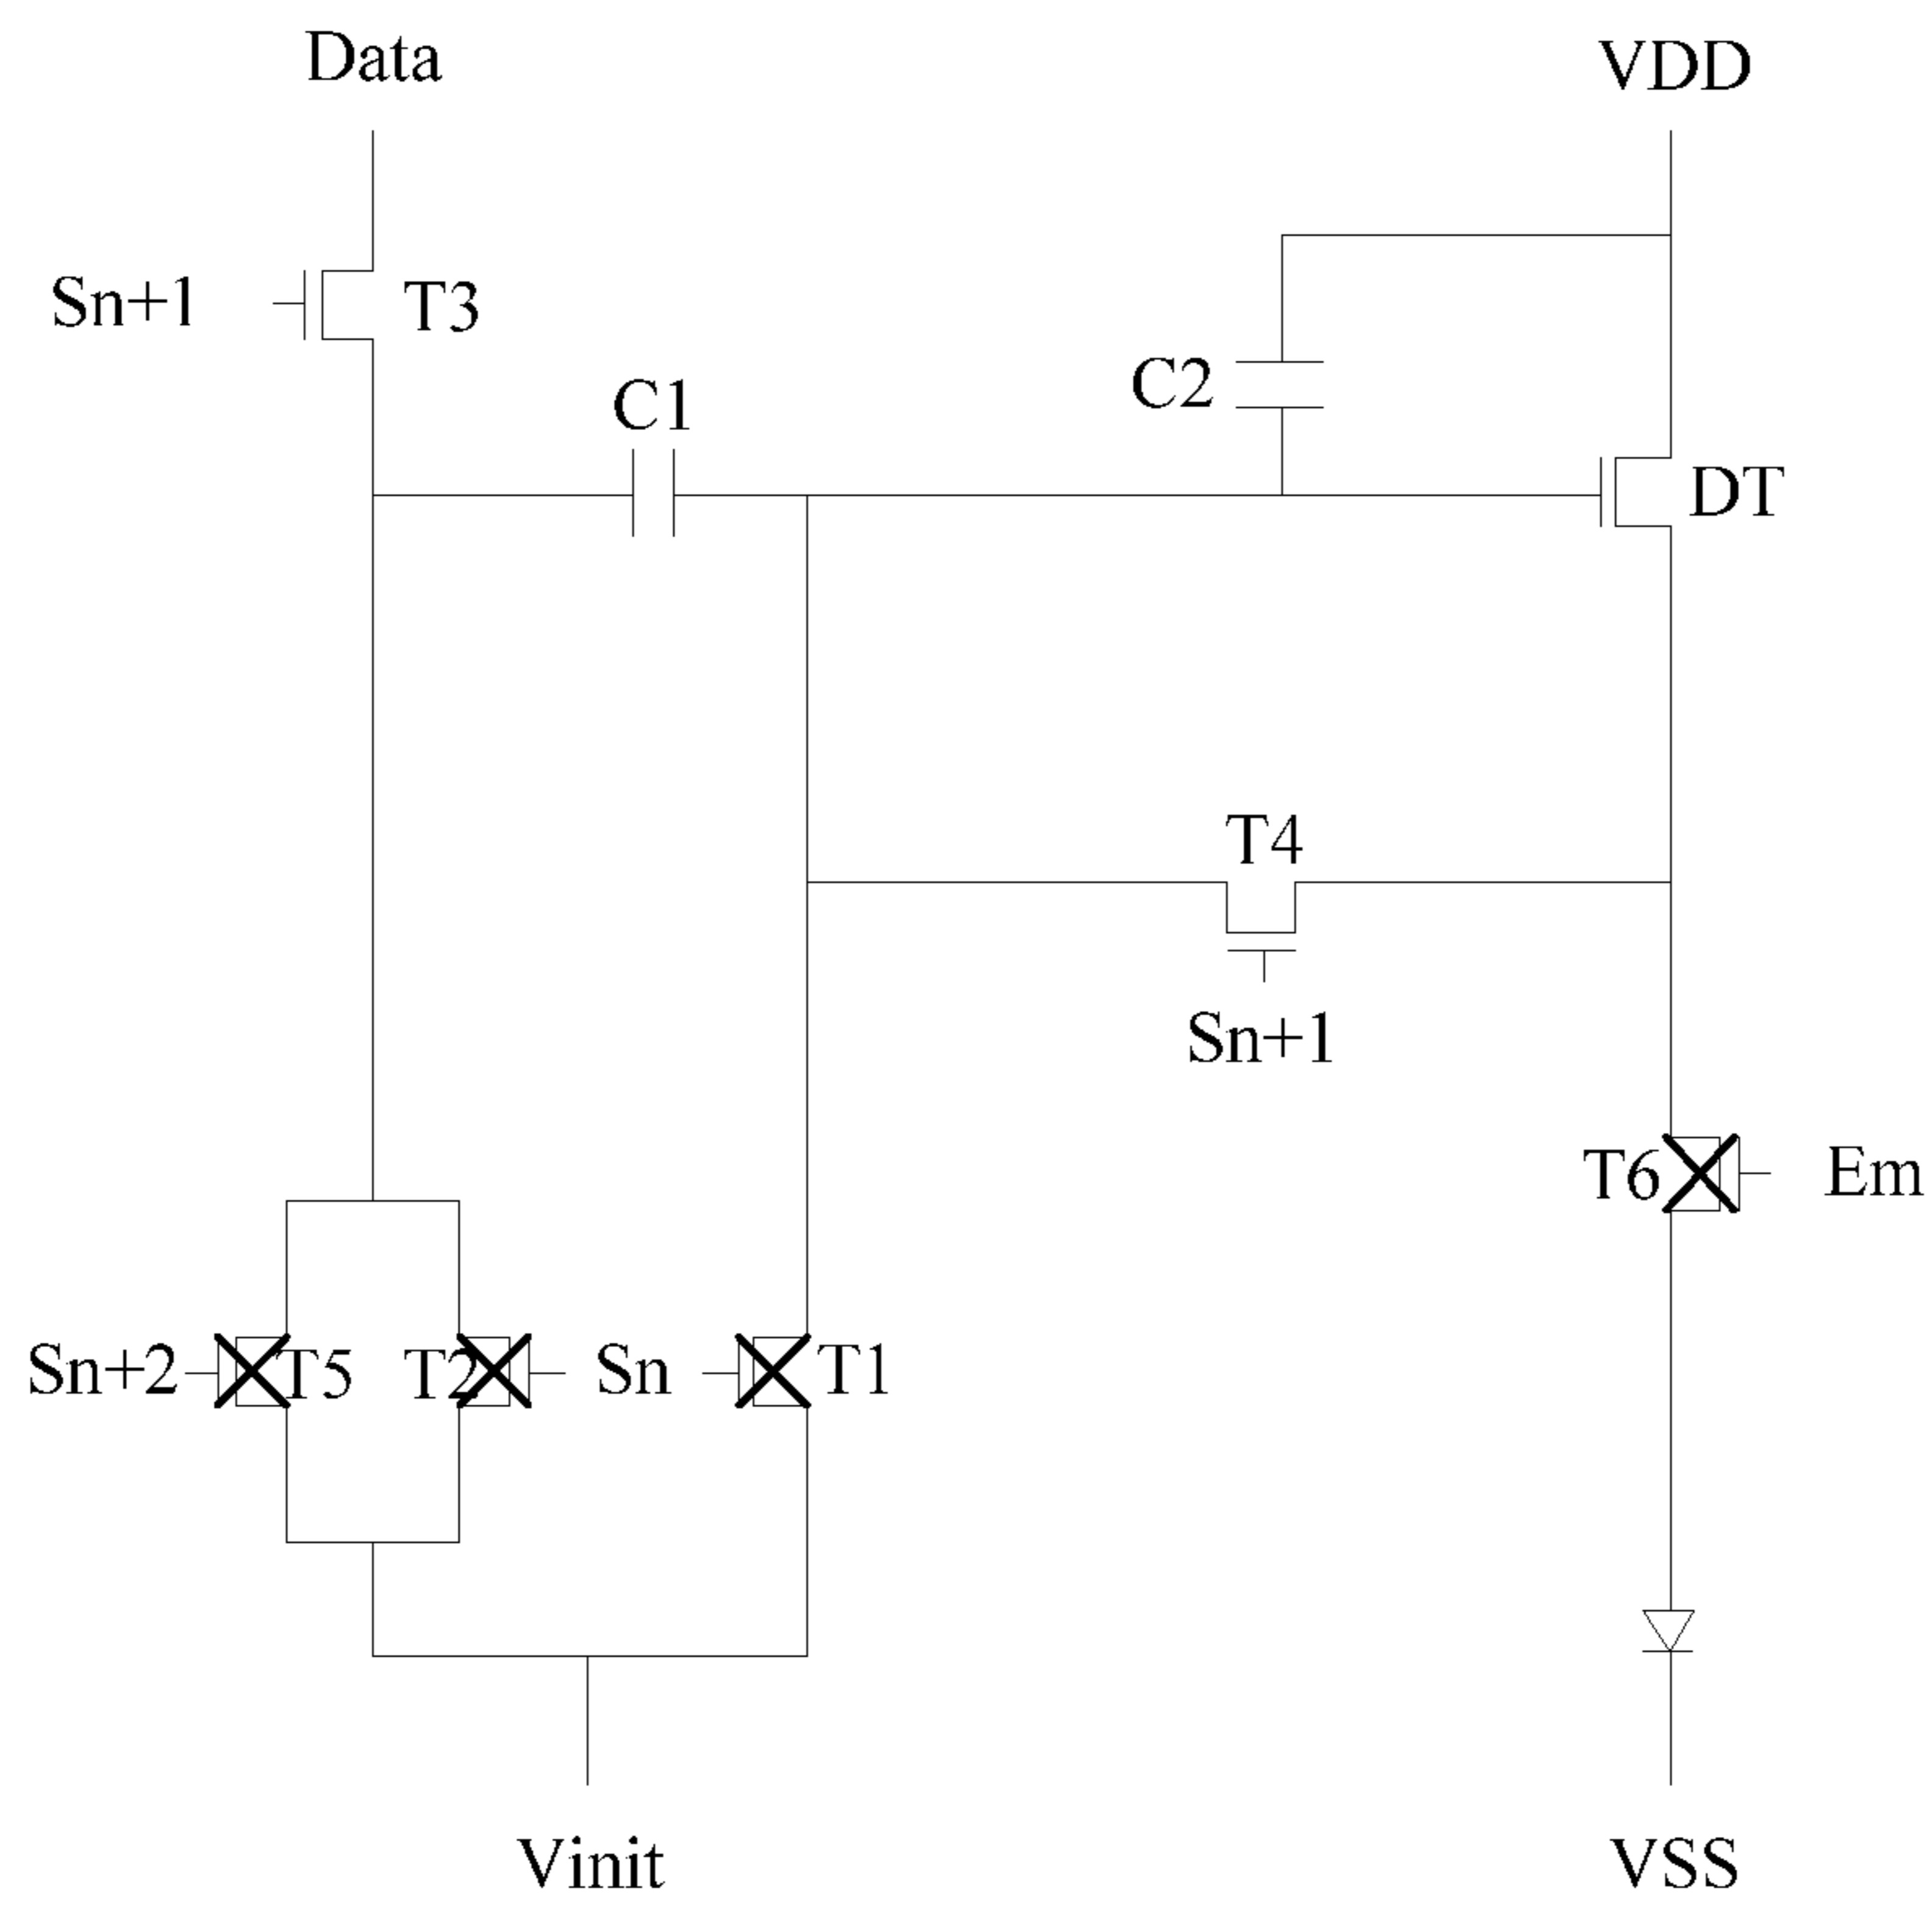 Data
VDD
Sn+1
T3
C1
C2
DT
T4
Sn+1
T6
Em
Sn+2
T5
T2
Sn
T1
Vinit
VSS